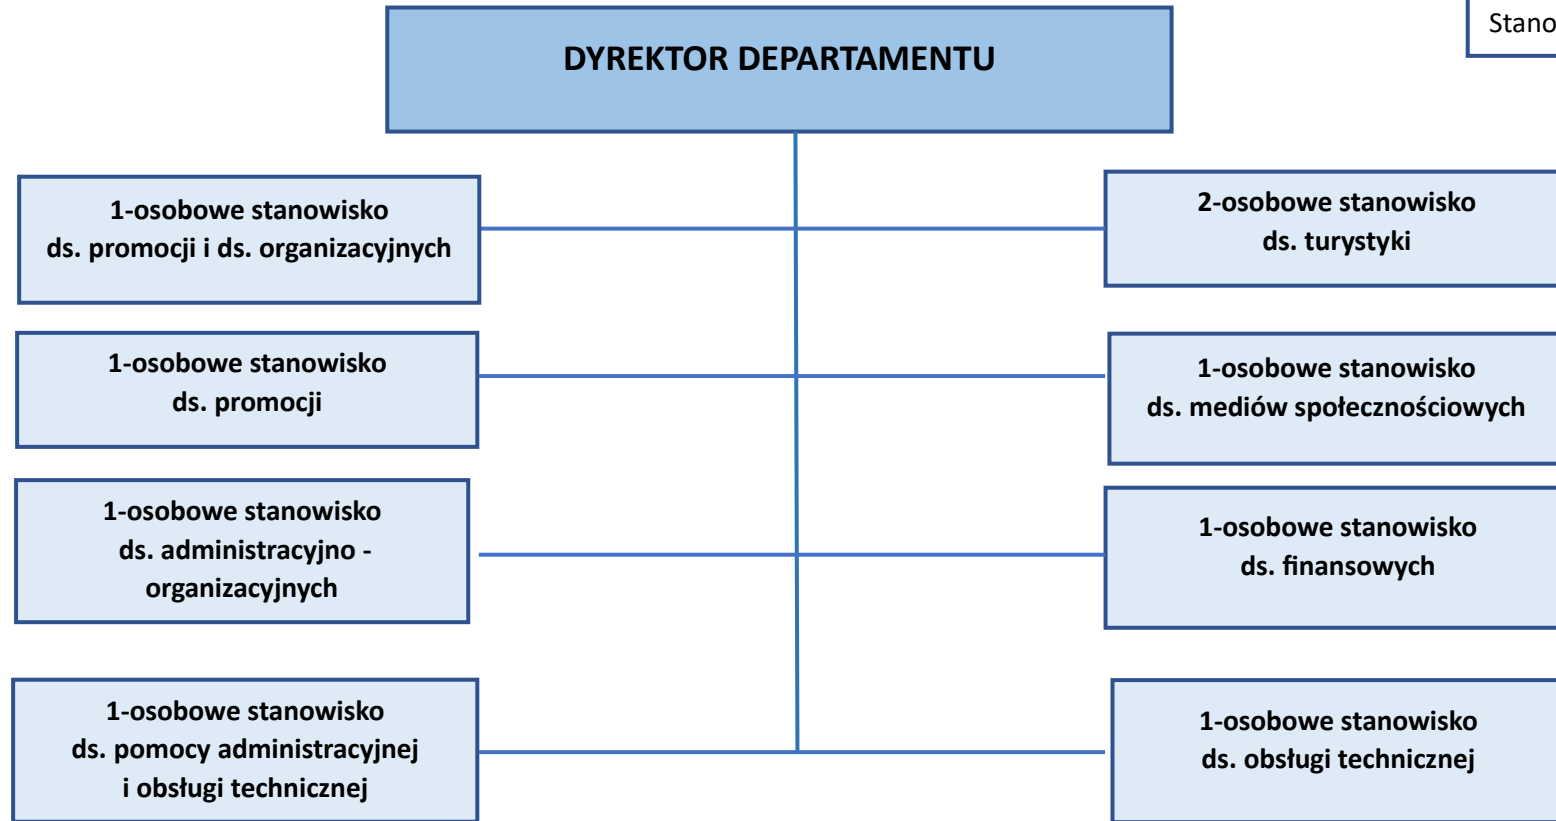 DYREKTOR DEPARTAMENTU
1-osobowe stanowisko
ds. promocji i ds. organizacyjnych
2-osobowe stanowisko
ds. turystyki
1-osobowe stanowisko
ds. promocji
1-osobowe stanowisko
ds. mediów społecznościowych
1-osobowe stanowisko
ds. administracyjno -
organizacyjnych
1-osobowe stanowisko
ds. finansowych
1-osobowe stanowisko
ds. pomocy administracyjnej
i obsługi technicznej
1-osobowe stanowisko
ds. obsługi technicznej